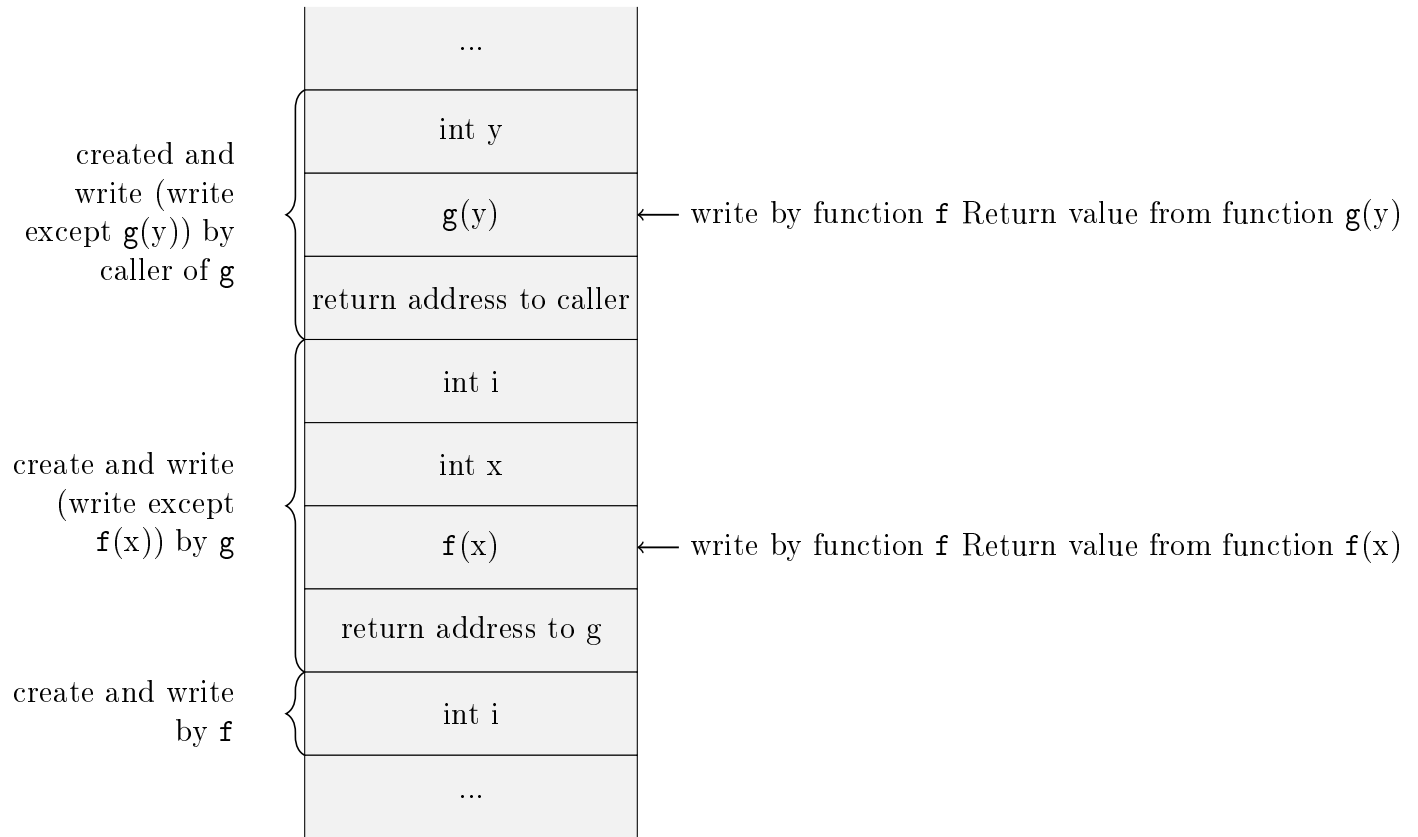 ...
int y
created and
write (write
except g(y)) by
caller of g
g(y)
write by function f Return value from function g(y)
return address to caller
int i
int x
create and write
(write except
f(x)) by g
f(x)
write by function f Return value from function f(x)
return address to g
create and write
by f
int i
...